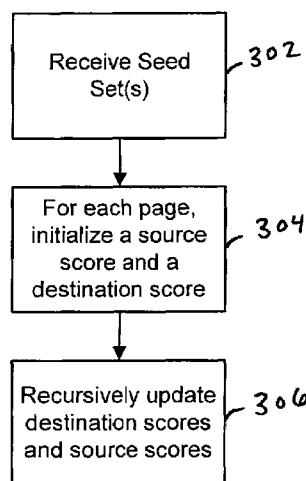 Receive Seed
Set(s)
302
For each page,
initialize a source
score and a
destination score
304
Recursively update
destination scores
and source scores
306